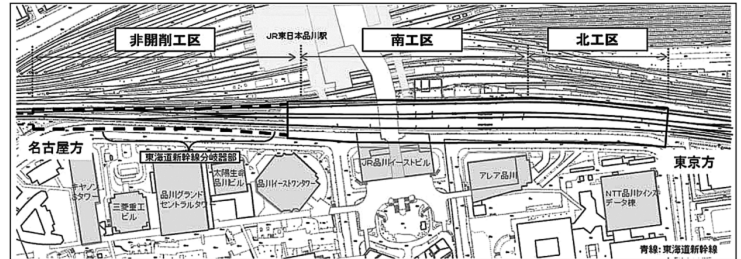 非開削工区
JR東日本品川駅
南工区
北工区
名古屋方
東海道新幹線分岐器部
東京方
キヤノン
Sタワー
三菱重工
ビル
品川グランド
セントラルタワー
太陽生命
品川ビル
品川イーストワンタワー
JR品川イーストビル
アレア品川
NTT品川ツインズ
データ棟
青線：東海道新幹線